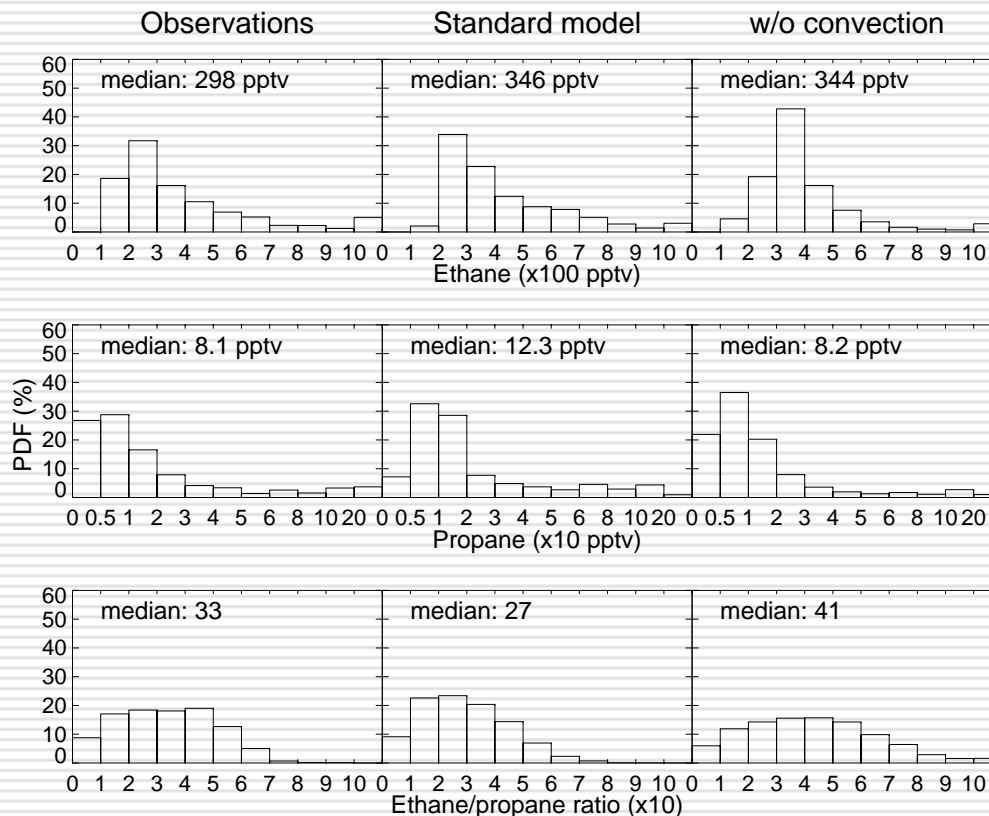 Observations Standard model w/o convection
60 median: 298 pptv median: 346 pptv median: 344 pptv
50
40
30
20
10
0
0 1 2 3 4 5 6 7 8 9 10 0 1 2 3 4 5 6 7 8 9 10 0 1 2 3 4 5 6 7 8 9 10
Ethane (x100 pptv)
60 median: 8.1 pptv median: 12.3 pptv median: 8.2 pptv
50
40
30
20
10
0
PDF (%)
0 0.5 1 2 3 4 5 6 8 10 20 0 0.5 1 2 3 4 5 6 8 10 20 0 0.5 1 2 3 4 5 6 8 10 20
Propane (x10 pptv)
60 median: 33 median: 27 median: 41
50
40
30
20
10
0
0 1 2 3 4 5 6 7 8 9 10 0 1 2 3 4 5 6 7 8 9 10 0 1 2 3 4 5 6 7 8 9 10
Ethane/propane ratio (x10)